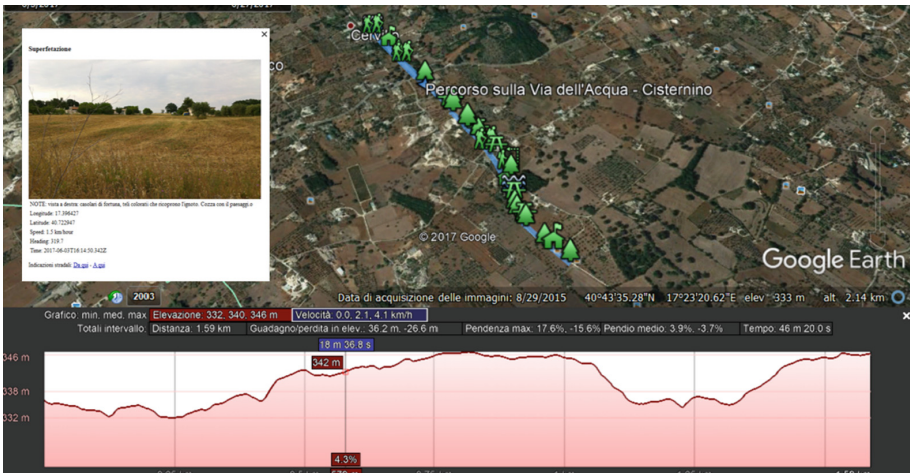 Superfetazione
NOTE: vista a destra: casolari di fortuna, teli colorati che ricoprono l'ignoto. Cozza con il paesaggi.o
Longitude: 17.396427
Latitude: 40.722947
Speed: 1.5 km/hour
Heading: 319.7
Time: 2017-06-03T16:14:50.342Z
Indicazioni stradali: Da qui - A qui
Percorso sulla Via dell'Acqua - Cisternino
© 2017 Google
Google Earth
2003
Data di acquisizione delle immagini: 8/29/2015 40°43'35.28"N 17°23'20.62"E elev 333 m alt 2.14 km
Grafico: min. med. max Elevazione: 332, 340, 346 m Velocità: 0.0, 2.1, 4.1 km/h
Totali intervallo: Distanza: 1.59 km Guadagno/perdita in elev.: 36.2 m, -26.6 m Pendenza max: 17.6%, -15.6% Pendio medio: 3.9%, -3.7% Tempo: 46 m 20.0 s
18 m 36.8 s
346 m
342 m
338 m
332 m
4.3%